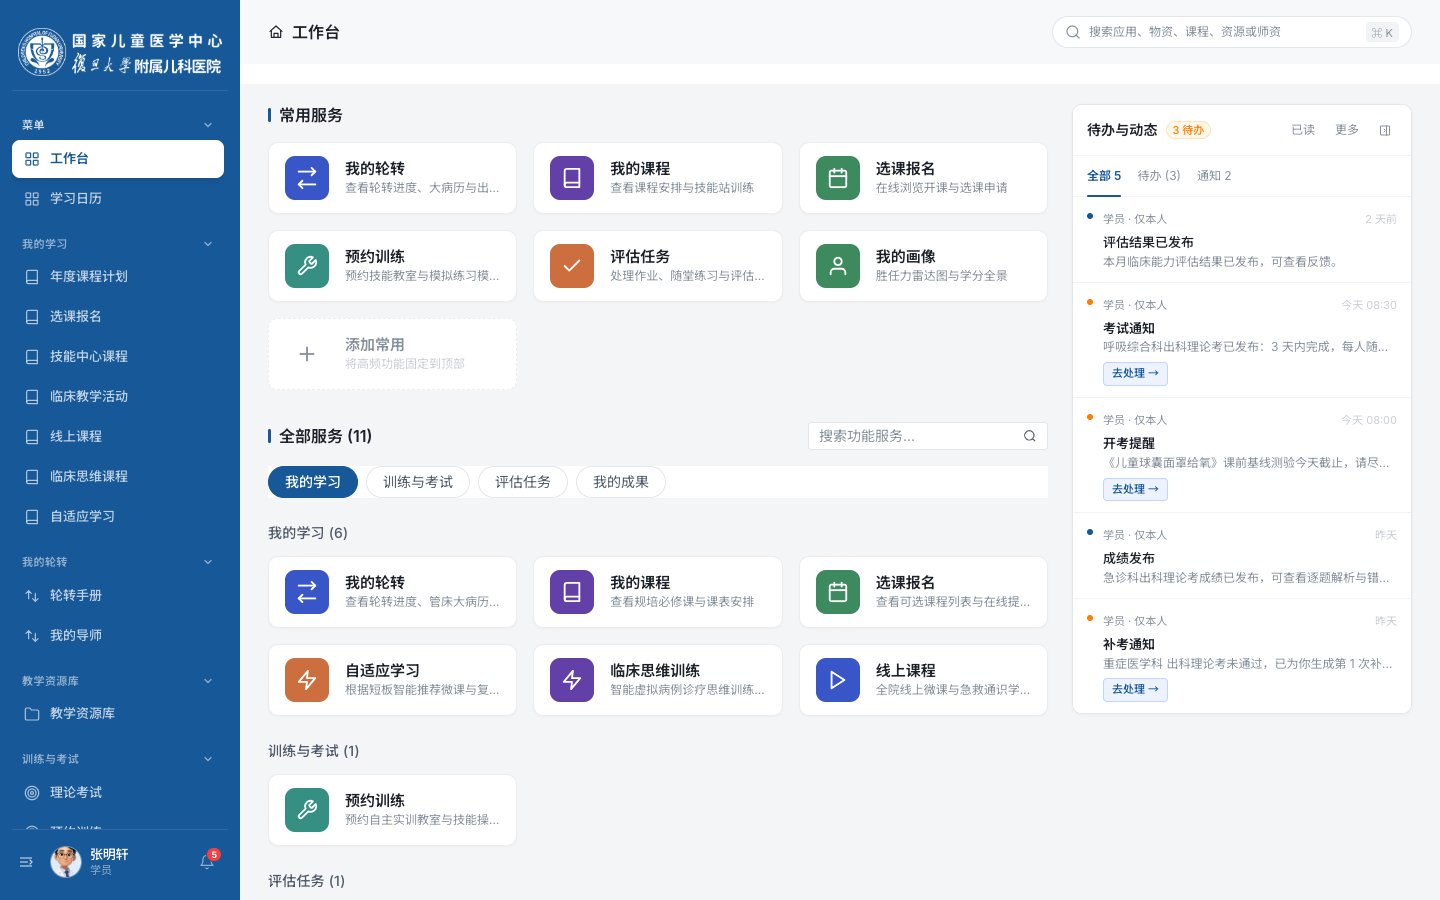 国家儿童医学中心
復旦大学附属儿科医院
1952
菜单
工作台
学习日历
我的学习
年度课程计划
选课报名
技能中心课程
临床教学活动
线上课程
临床思维课程
自适应学习
我的轮转
轮转手册
我的导师
教学资源库
教学资源库
训练与考试
理论考试
张明轩
学员
5
工作台
搜索应用、物资、课程、资源或师资
⌘K
常用服务
我的轮转
查看轮转进度、大病历与出...
我的课程
查看课程安排与技能站训练
选课报名
在线浏览开课与选课申请
预约训练
预约技能教室与模拟练习模...
评估任务
处理作业、随堂练习与评估...
我的画像
胜任力雷达图与学分全景
添加常用
将高频功能固定到顶部
全部服务 (11)
搜索功能服务...
我的学习
训练与考试
评估任务
我的成果
我的学习 (6)
我的轮转
查看轮转进度、管床大病历...
我的课程
查看规培必修课与课表安排
选课报名
查看可选课程列表与在线提...
自适应学习
根据短板智能推荐微课与复...
临床思维训练
智能虚拟病例诊疗思维训练...
线上课程
全院线上微课与急救通识学...
训练与考试 (1)
预约训练
预约自主实训教室与技能操...
评估任务 (1)
待办与动态
3 待办
已读
更多
全部 5
待办 (3)
通知 2
学员 · 仅本人
2 天前
评估结果已发布
本月临床能力评估结果已发布，可查看反馈。
学员 · 仅本人
今天 08:30
考试通知
呼吸综合科出科理论考已发布：3 天内完成，每人随...
去处理 →
学员 · 仅本人
今天 08:00
开考提醒
《儿童球囊面罩给氧》课前基线测验今天截止，请尽...
去处理 →
学员 · 仅本人
昨天
成绩发布
急诊科出科理论考成绩已发布，可查看逐题解析与错...
学员 · 仅本人
昨天
补考通知
重症医学科 出科理论考未通过，已为你生成第 1 次补...
去处理 →